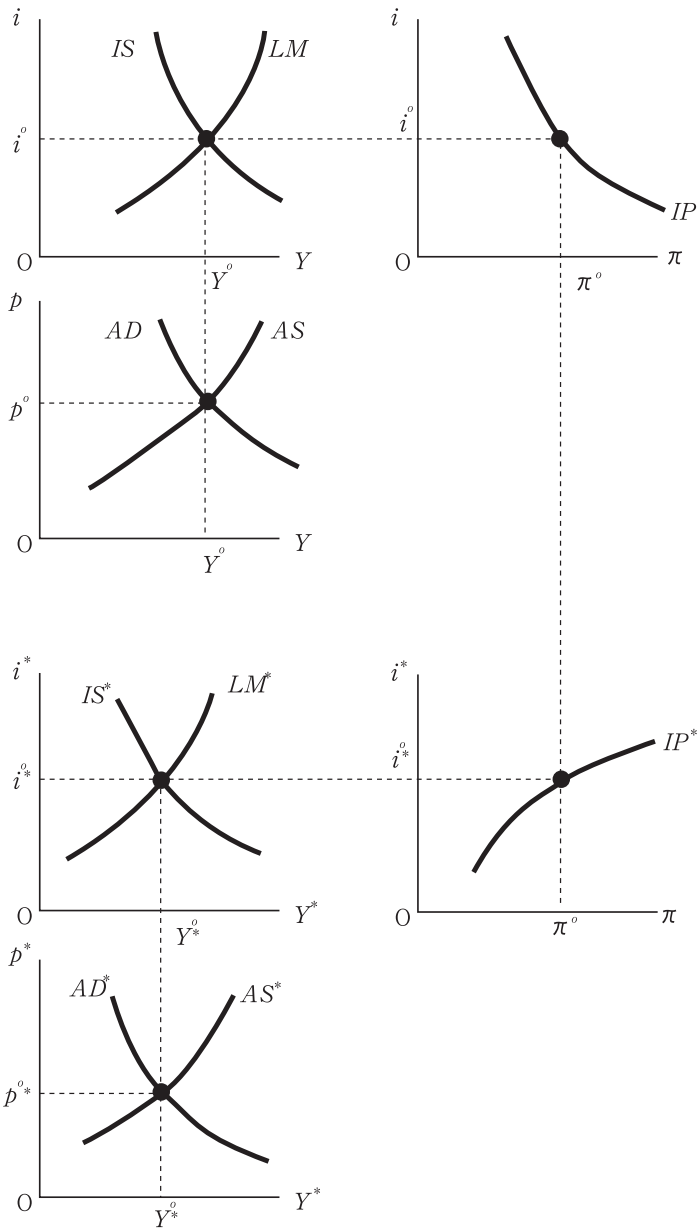 i
IS
LM
i°
O
Y°
Y
i
i°
O
π°
π
IP
p
AD
AS
p°
O
Y°
Y
i*
IS*
LM*
i°*
O
Y°*
Y*
i*
i°*
IP*
O
π°
π
p*
AD*
AS*
p°*
O
Y°*
Y*